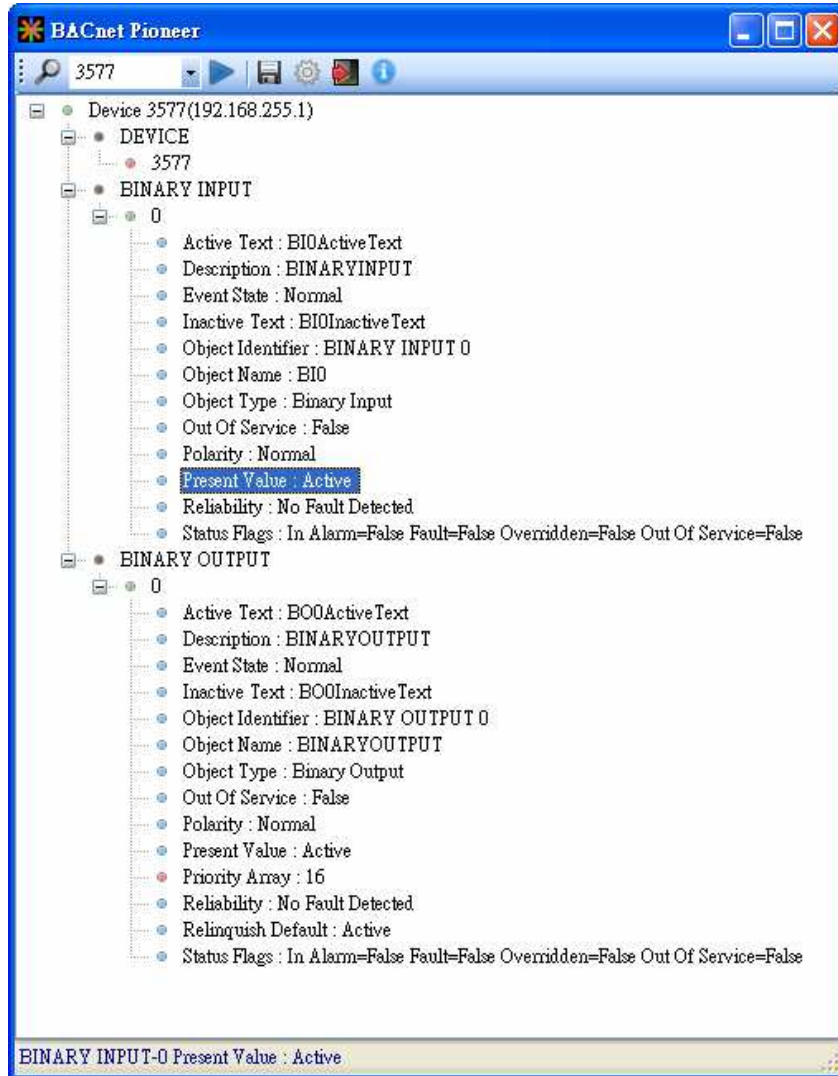 BACnet Pioneer
3577
Device 3577(192.168.255.1)
DEVICE
3577
BINARY INPUT
0
Active Text : BI0ActiveText
Description : BINARYINPUT
Event State : Normal
Inactive Text : BI0InactiveText
Object Identifier : BINARY INPUT 0
Object Name : BI0
Object Type : Binary Input
Out Of Service : False
Polarity : Normal
Present Value : Active
Reliability : No Fault Detected
Status Flags : In Alarm=False Fault=False Overridden=False Out Of Service=False
BINARY OUTPUT
0
Active Text : BO0ActiveText
Description : BINARYOUTPUT
Event State : Normal
Inactive Text : BO0InactiveText
Object Identifier : BINARY OUTPUT 0
Object Name : BINARYOUTPUT
Object Type : Binary Output
Out Of Service : False
Polarity : Normal
Present Value : Active
Priority Array : 16
Reliability : No Fault Detected
Relinquish Default : Active
Status Flags : In Alarm=False Fault=False Overridden=False Out Of Service=False
BINARY INPUT-0 Present Value : Active